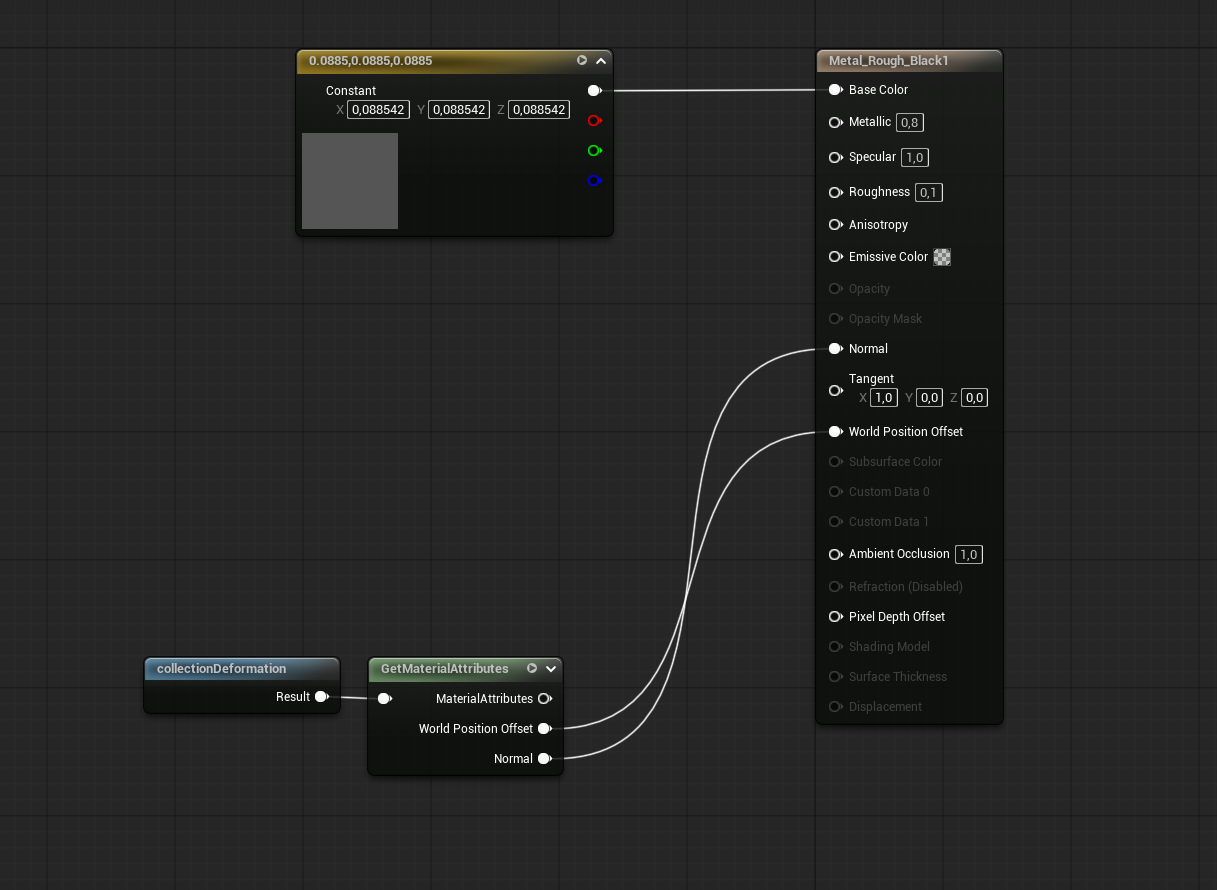 0.0885,0.0885,0.0885
Constant
X 0,088542 Y 0,088542 Z 0,088542
Metal_Rough_Black1
Base Color
Metallic 0,8
Specular 1,0
Roughness 0,1
Anisotropy
Emissive Color
Opacity
Opacity Mask
Normal
Tangent
X 1,0 Y 0,0 Z 0,0
World Position Offset
Subsurface Color
Custom Data 0
Custom Data 1
Ambient Occlusion 1,0
Refraction (Disabled)
Pixel Depth Offset
Shading Model
Surface Thickness
Displacement
collectionDeformation
Result
GetMaterialAttributes
MaterialAttributes
World Position Offset
Normal